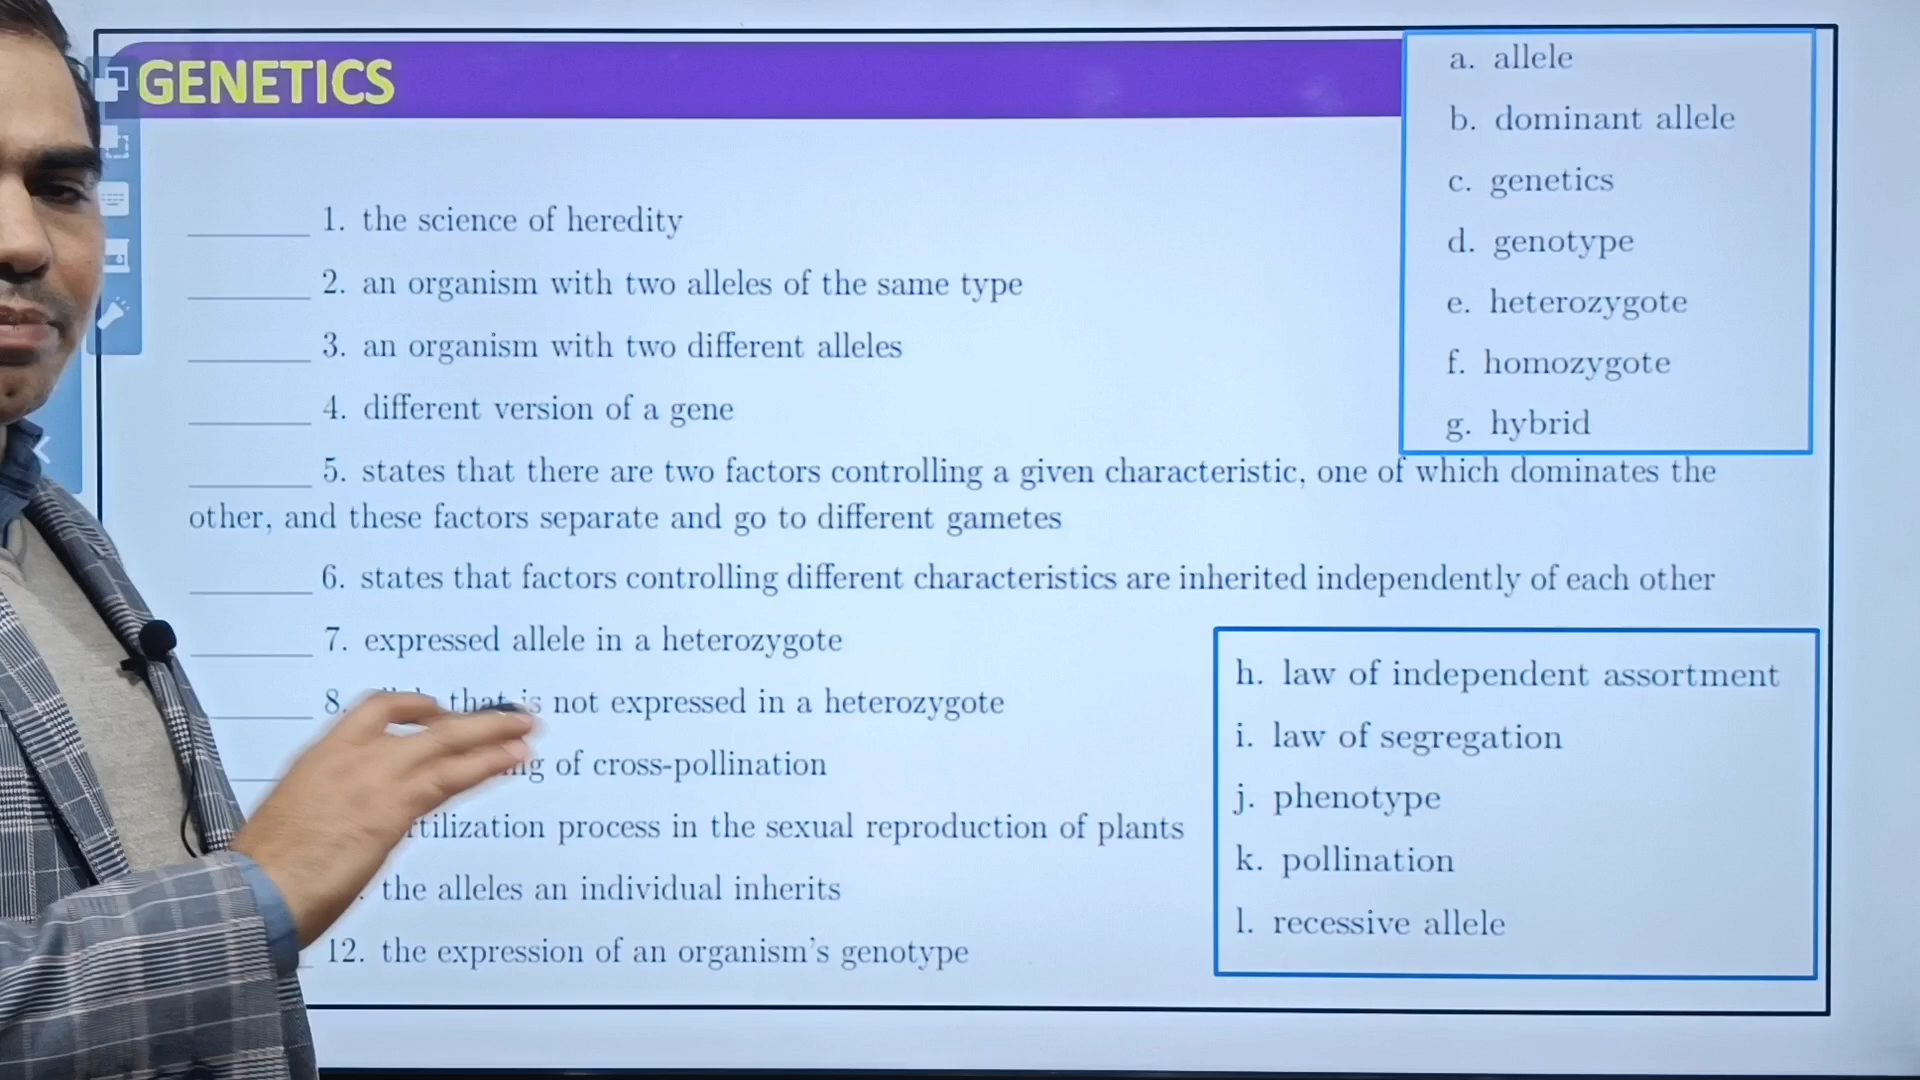 GENETICS
a. allele
b. dominant allele
c. genetics
d. genotype
e. heterozygote
f. homozygote
g. hybrid
1. the science of heredity
2. an organism with two alleles of the same type
3. an organism with two different alleles
4. different version of a gene
5. states that there are two factors controlling a given characteristic, one of which dominates the
other, and these factors separate and go to different gametes
6. states that factors controlling different characteristics are inherited independently of each other
7. expressed allele in a heterozygote
8. that is not expressed in a heterozygote
of cross-pollination
process in the sexual reproduction of plants
the alleles an individual inherits
12. the expression of an organism's genotype
h. law of independent assortment
i. law of segregation
j. phenotype
k. pollination
l. recessive allele